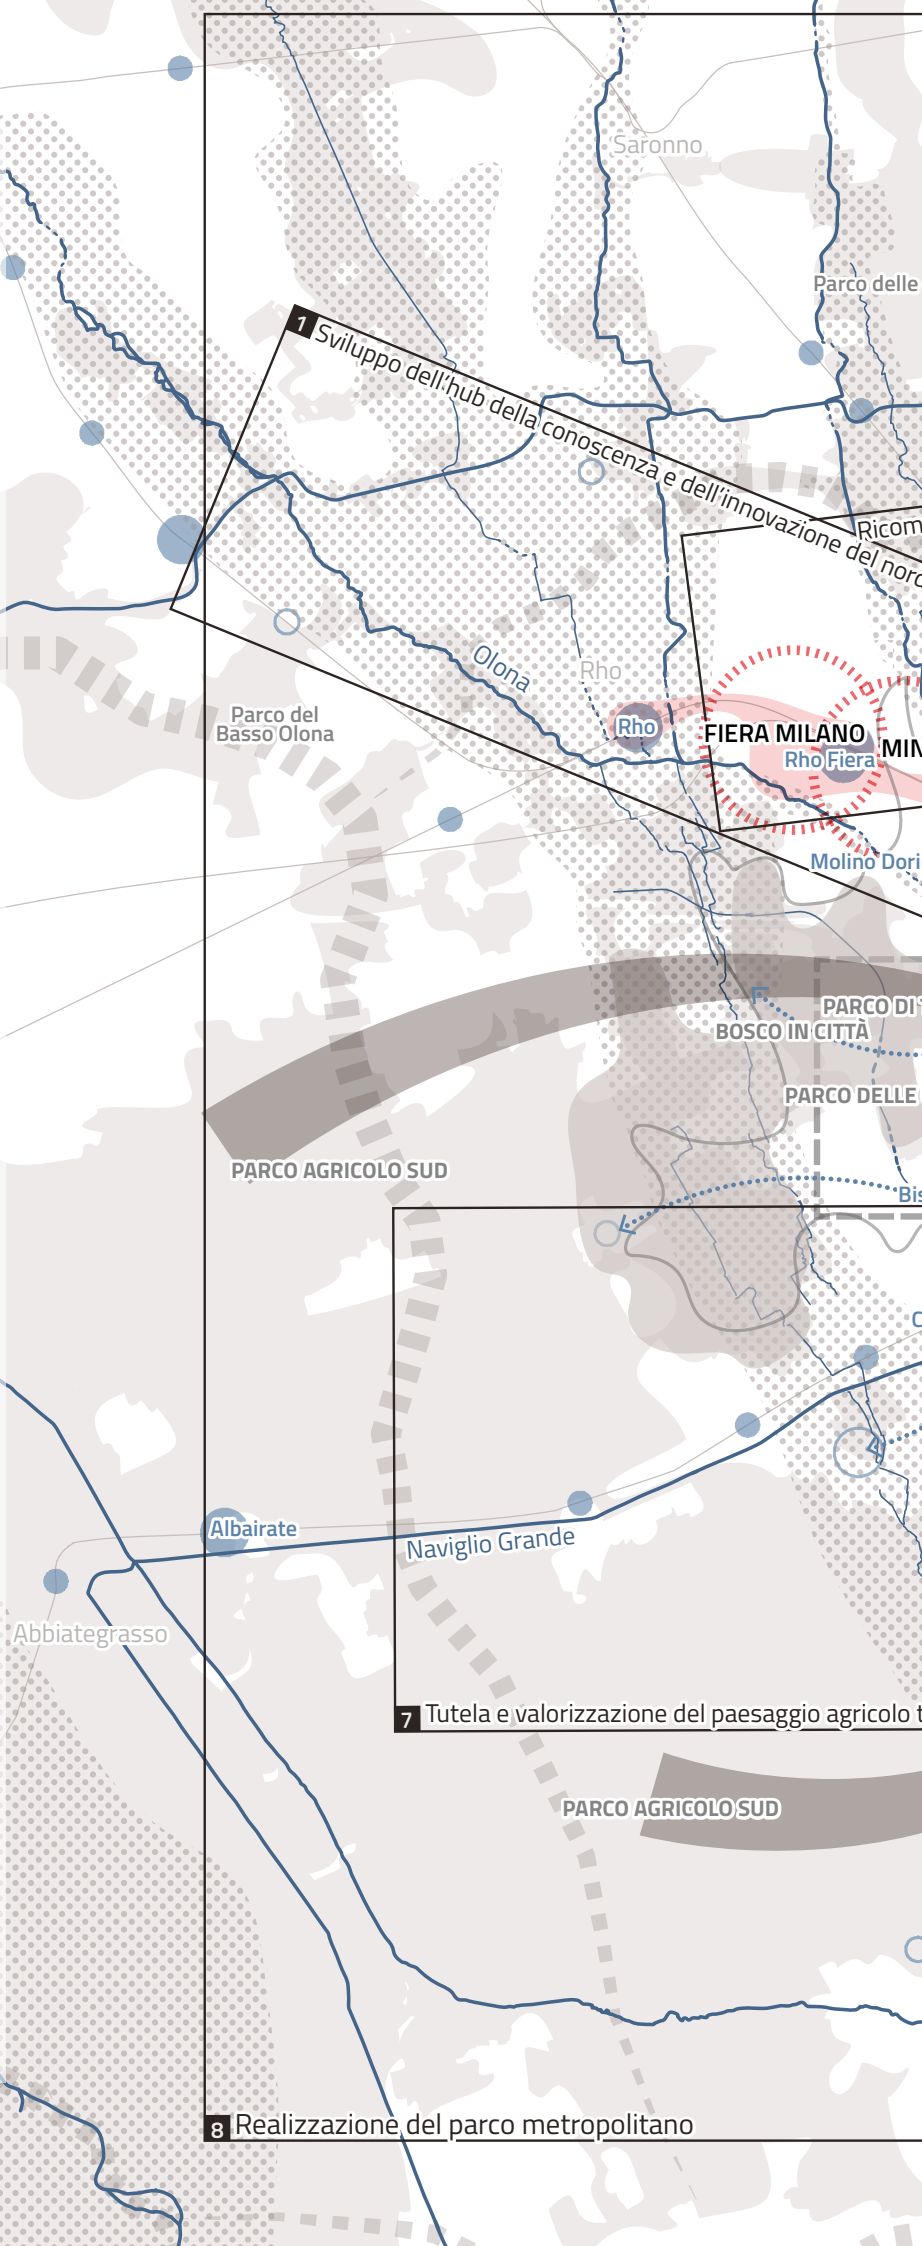 Saronno
Parco delle
1 Sviluppo dell'hub della conoscenza e dell'innovazione del nord
Ricom
Olona
Rho
Parco del
Basso Olona
Rho
FIERA MILANO
MIN
Rho Fiera
Molino Dori
PARCO DI
BOSCO IN CITTÀ
PARCO DELLE
PARCO AGRICOLO SUD
Bis
C
Albairate
Naviglio Grande
Abbiategrasso
7 Tutela e valorizzazione del paesaggio agricolo t
PARCO AGRICOLO SUD
8 Realizzazione del parco metropolitano